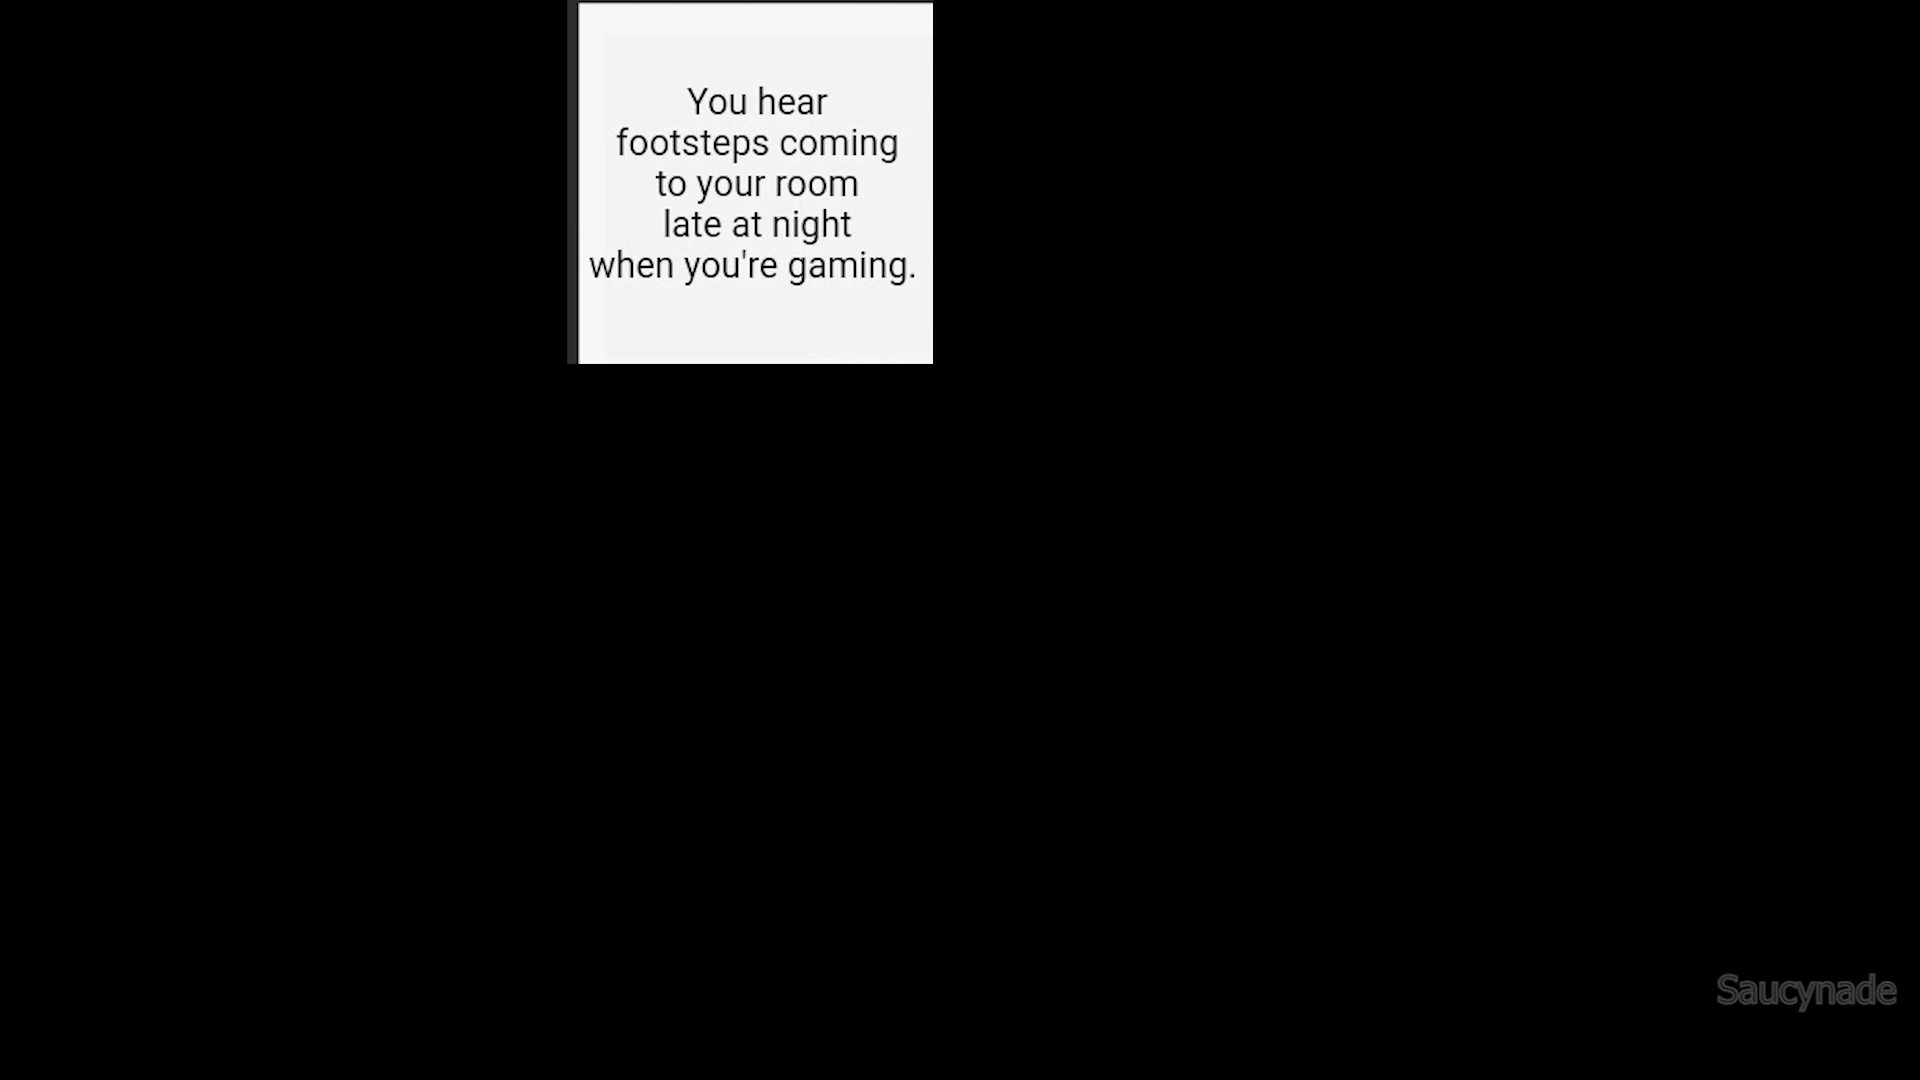 You hear
footsteps coming
to your room
late at night
when you're gaming.
Saucynade